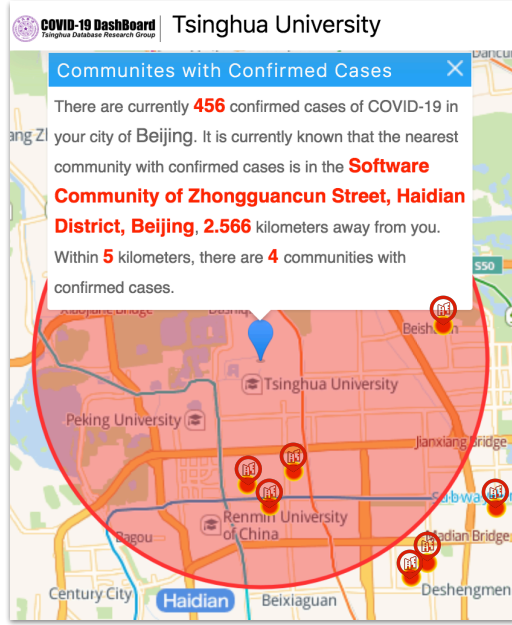 COVID-19 DashBoard
Tsinghua Database Research Group
Tsinghua University
Communites with Confirmed Cases
There are currently 456 confirmed cases of COVID-19 in
your city of Beijing. It is currently known that the nearest
community with confirmed cases is in the Software
Community of Zhongguancun Street, Haidian
District, Beijing, 2.566 kilometers away from you.
Within 5 kilometers, there are 4 communities with
confirmed cases.
S50
Tsinghua University
Peking University
Jianxiang Bridge
Subway
Renmin University
of China
Bagou
Madian Bridge
Century City
Haidian
Beixiaguan
Deshengmen